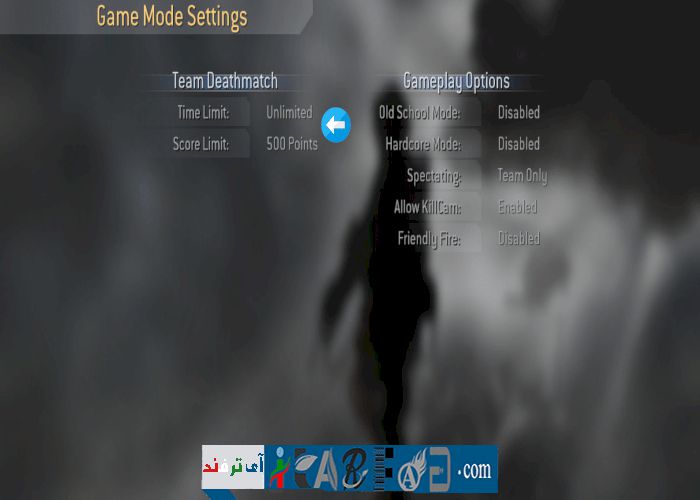 Game Mode Settings
Team Deathmatch
Time Limit: Unlimited
Score Limit: 500 Points
Gameplay Options
Old School Mode: Disabled
Hardcore Mode: Disabled
Spectating: Team Only
Allow KillCam: Enabled
Friendly Fire: Disabled
آی ترفند
.com